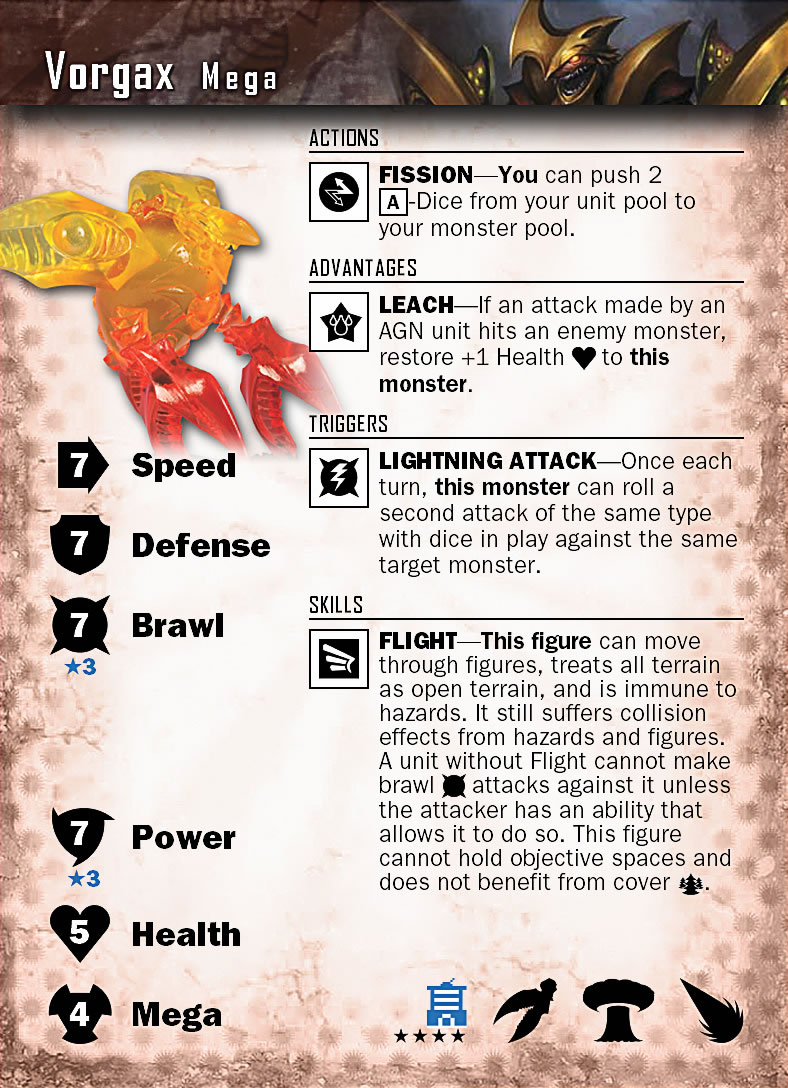 Vorgax Mega
ACTIONS
FISSION—You can push 2
A-Dice from your unit pool to
your monster pool.
ADVANTAGES
LEACH—If an attack made by an
AGN unit hits an enemy monster,
restore +1 Health ♥ to this
monster.
TRIGGERS
LIGHTNING ATTACK—Once each
turn, this monster can roll a
second attack of the same type
with dice in play against the same
target monster.
SKILLS
FLIGHT—This figure can move
through figures, treats all terrain
as open terrain, and is immune to
hazards. It still suffers collision
effects from hazards and figures.
A unit without Flight cannot make
brawl attacks against it unless
the attacker has an ability that
allows it to do so. This figure
cannot hold objective spaces and
does not benefit from cover .
7 Speed
7 Defense
7 Brawl
★3
7 Power
★3
5 Health
4 Mega
★★★★